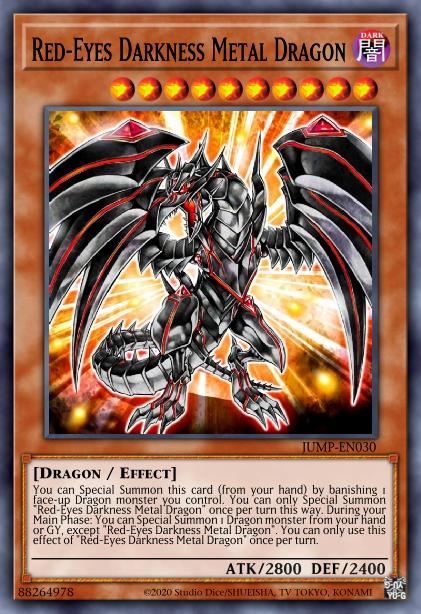 Red-Eyes Darkness Metal Dragon
DARK
闇
JUMP-EN030
[Dragon / Effect]
You can Special Summon this card (from your hand) by banishing 1
face-up Dragon monster you control. You can only Special Summon
"Red-Eyes Darkness Metal Dragon" once per turn this way. During your
Main Phase: You can Special Summon 1 Dragon monster from your hand
or GY, except "Red-Eyes Darkness Metal Dragon". You can only use this
effect of "Red-Eyes Darkness Metal Dragon" once per turn.
ATK/2800 DEF/2400
88264978
©2020 Studio Dice/SHUEISHA, TV TOKYO, KONAMI